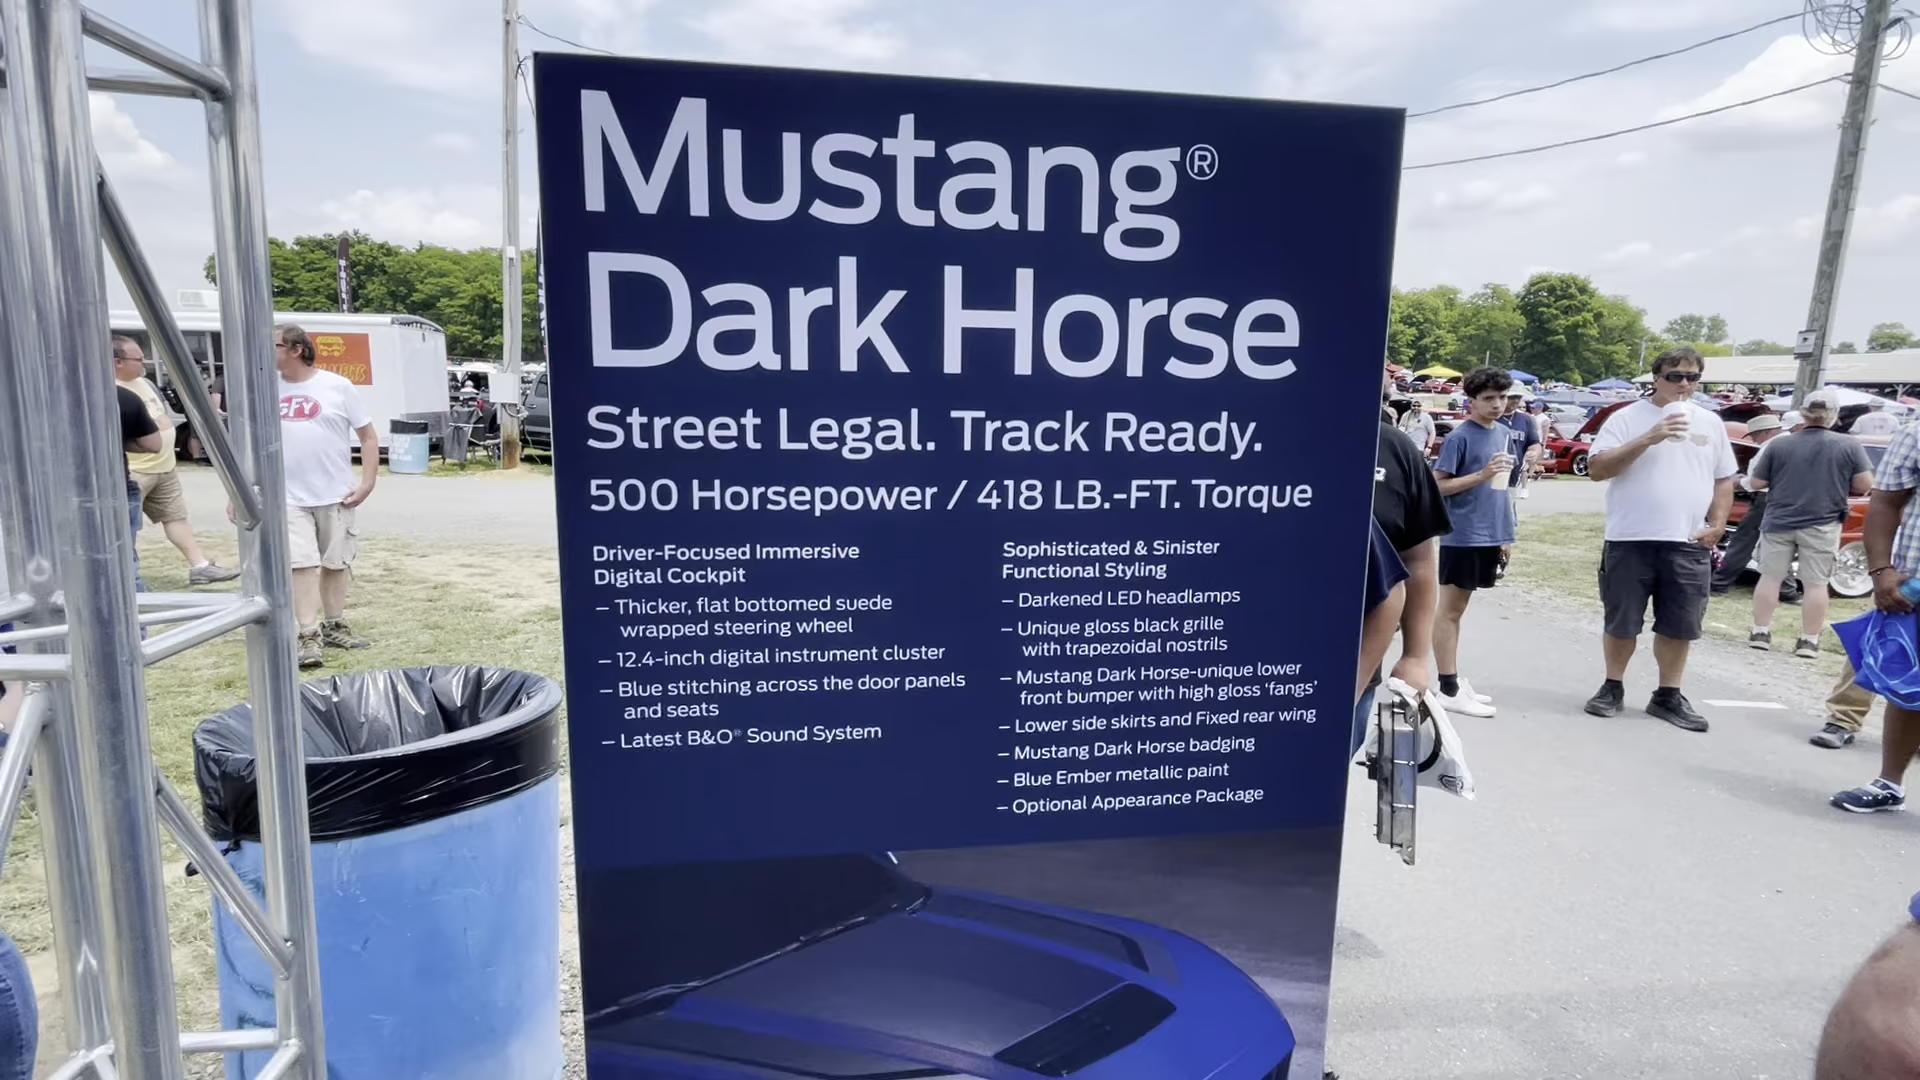 Mustang®
Dark Horse
Street Legal. Track Ready.
500 Horsepower / 418 LB.-FT. Torque
Driver-Focused Immersive
Digital Cockpit
– Thicker, flat bottomed suede
wrapped steering wheel
– 12.4-inch digital instrument cluster
– Blue stitching across the door panels
and seats
– Latest B&O® Sound System
Sophisticated & Sinister
Functional Styling
– Darkened LED headlamps
– Unique gloss black grille
with trapezoidal nostrils
– Mustang Dark Horse-unique lower
front bumper with high gloss ‘fangs’
– Lower side skirts and Fixed rear wing
– Mustang Dark Horse badging
– Blue Ember metallic paint
– Optional Appearance Package
GFY